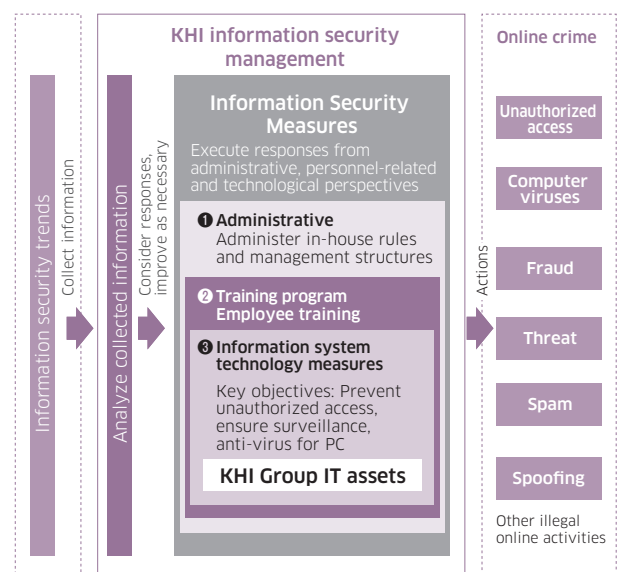 Information security trends
Collect information
KHI information security
management
Analyze collected information
Consider responses,
improve as necessary
Information Security
Measures
Execute responses from
administrative, personnel-related
and technological perspectives
❶ Administrative
Administer in-house rules
and management structures
❷ Training program
Employee training
❸ Information system
technology measures
Key objectives: Prevent
unauthorized access,
ensure surveillance,
anti-virus for PC
KHI Group IT assets
Actions
Online crime
Unauthorized
access
Computer
viruses
Fraud
Threat
Spam
Spoofing
Other illegal
online activities